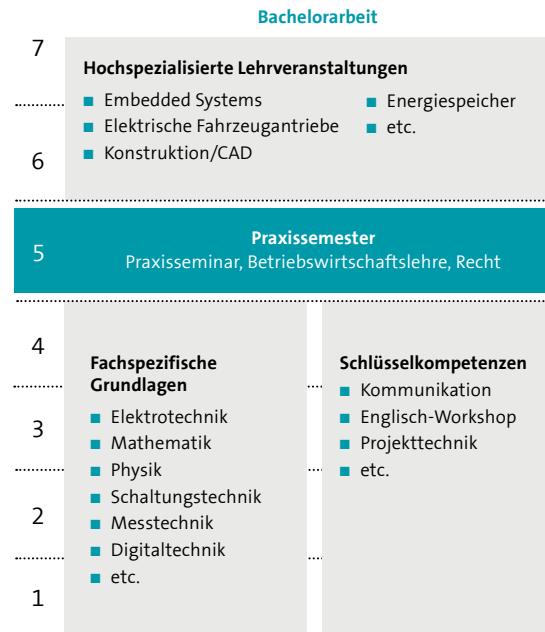 Bachelorarbeit
7
Hochspezialisierte Lehrveranstaltungen
Embedded Systems
Elektrische Fahrzeugantriebe
Konstruktion/CAD
Energiespeicher
etc.
6
5
Praxissemester
Praxisseminar, Betriebswirtschaftslehre, Recht
4
Fachspezifische
Grundlagen
Elektrotechnik
Mathematik
Physik
Schaltungstechnik
Messtechnik
Digitaltechnik
etc.
Schlüsselkompetenzen
Kommunikation
Englisch-Workshop
Projekttechnik
etc.
3
2
1